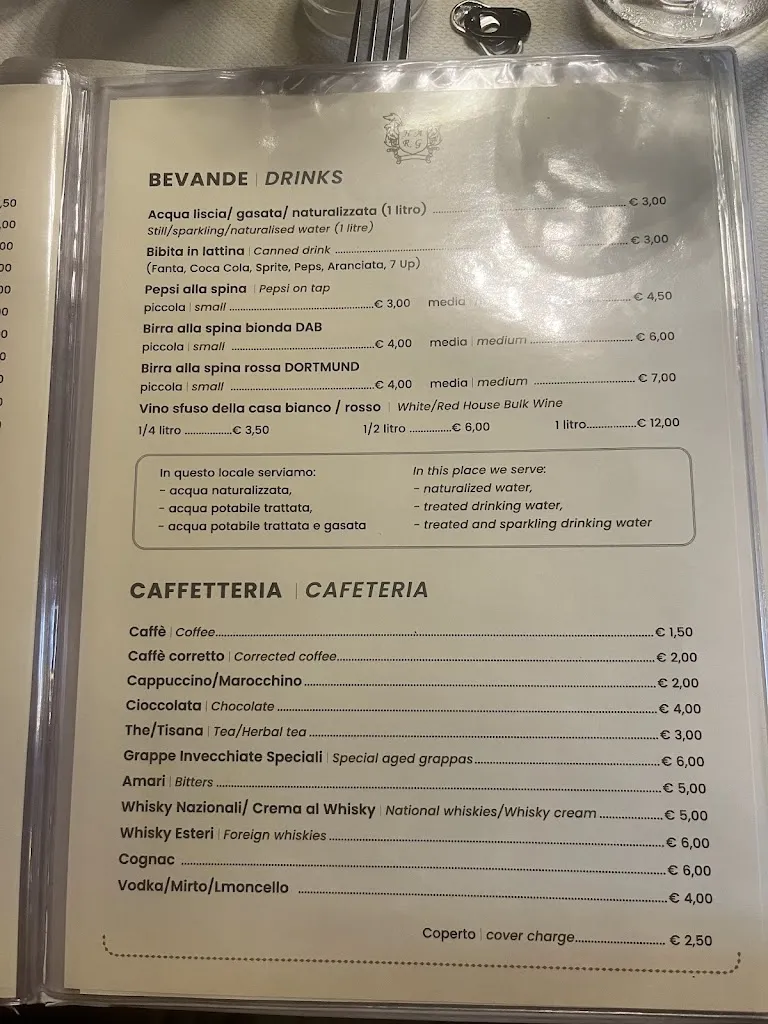 ,50
,00
00
00
00
0
0
0
0
H A
R G
BEVANDE | DRINKS
Acqua liscia/ gasata/ naturalizzata (1 litro) € 3,00
Still/sparkling/naturalised water (1 litre)
Bibita in lattina | Canned drink € 3,00
(Fanta, Coca Cola, Sprite, Peps, Aranciata, 7 Up)
Pepsi alla spina | Pepsi on tap
piccola | small € 3,00 media € 4,50
Birra alla spina bionda DAB
piccola | small € 4,00 media | medium € 6,00
Birra alla spina rossa DORTMUND
piccola | small € 4,00 media | medium € 7,00
Vino sfuso della casa bianco / rosso | White/Red House Bulk Wine
1/4 litro € 3,50 1/2 litro € 6,00 1 litro € 12,00
In questo locale serviamo:
- acqua naturalizzata,
- acqua potabile trattata,
- acqua potabile trattata e gasata
In this place we serve:
- naturalized water,
- treated drinking water,
- treated and sparkling drinking water
CAFFETTERIA | CAFETERIA
Caffè | Coffee € 1,50
Caffè corretto | Corrected coffee € 2,00
Cappuccino/Marocchino € 2,00
Cioccolata | Chocolate € 4,00
The/Tisana | Tea/Herbal tea € 3,00
Grappe Invecchiate Speciali | Special aged grappas € 6,00
Amari | Bitters € 5,00
Whisky Nazionali/ Crema al Whisky | National whiskies/Whisky cream € 5,00
Whisky Esteri | Foreign whiskies € 6,00
Cognac € 6,00
Vodka/Mirto/Lmoncello € 4,00
Coperto | cover charge € 2,50